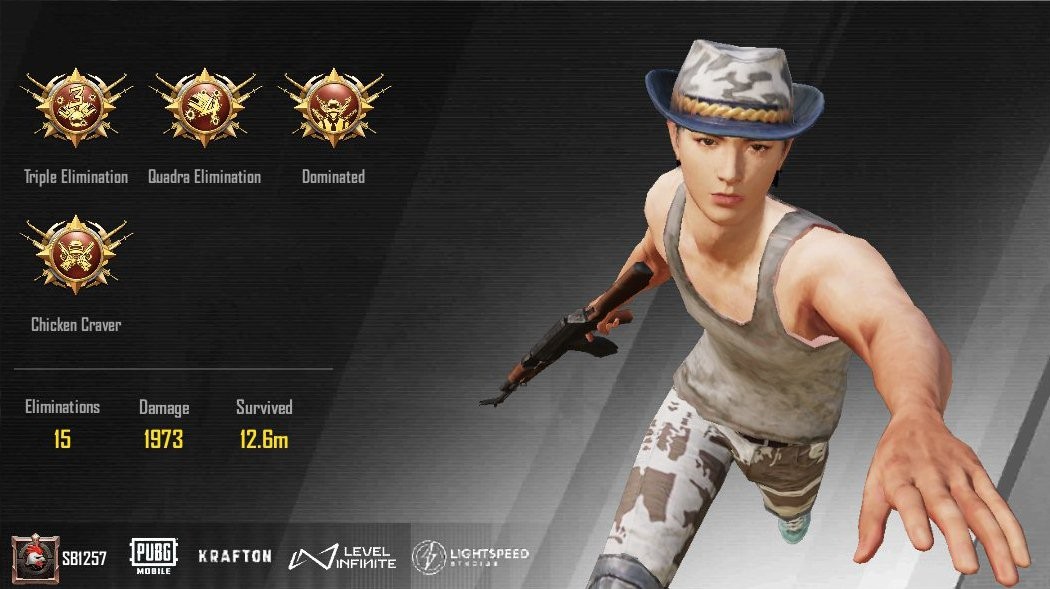 Triple Elimination Quadra Elimination Dominated
Chicken Craver
Eliminations Damage Survived
15 1973 12.6m
SB1257 PUBG MOBILE KRAFTON LEVEL INFINITE LIGHTSPEED STUDIOS